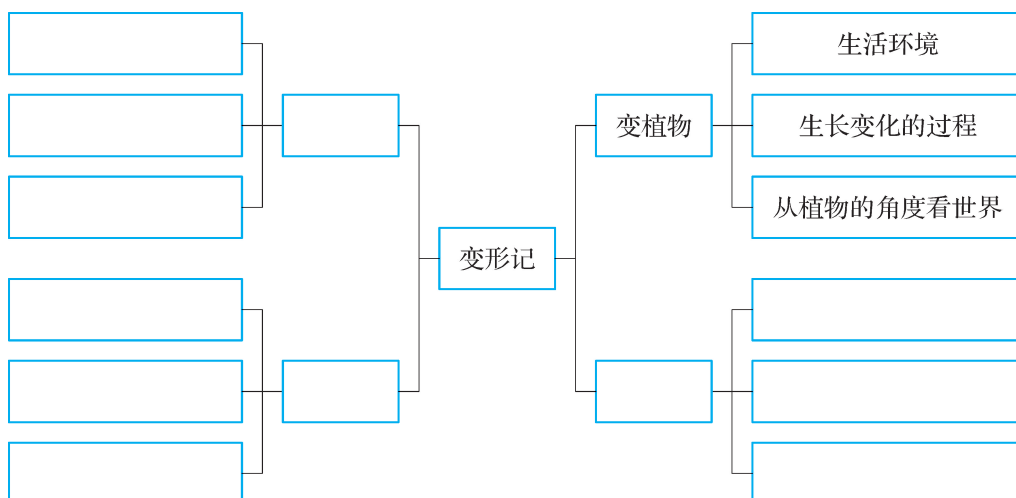 变形记
变植物
生活环境
生长变化的过程
从植物的角度看世界